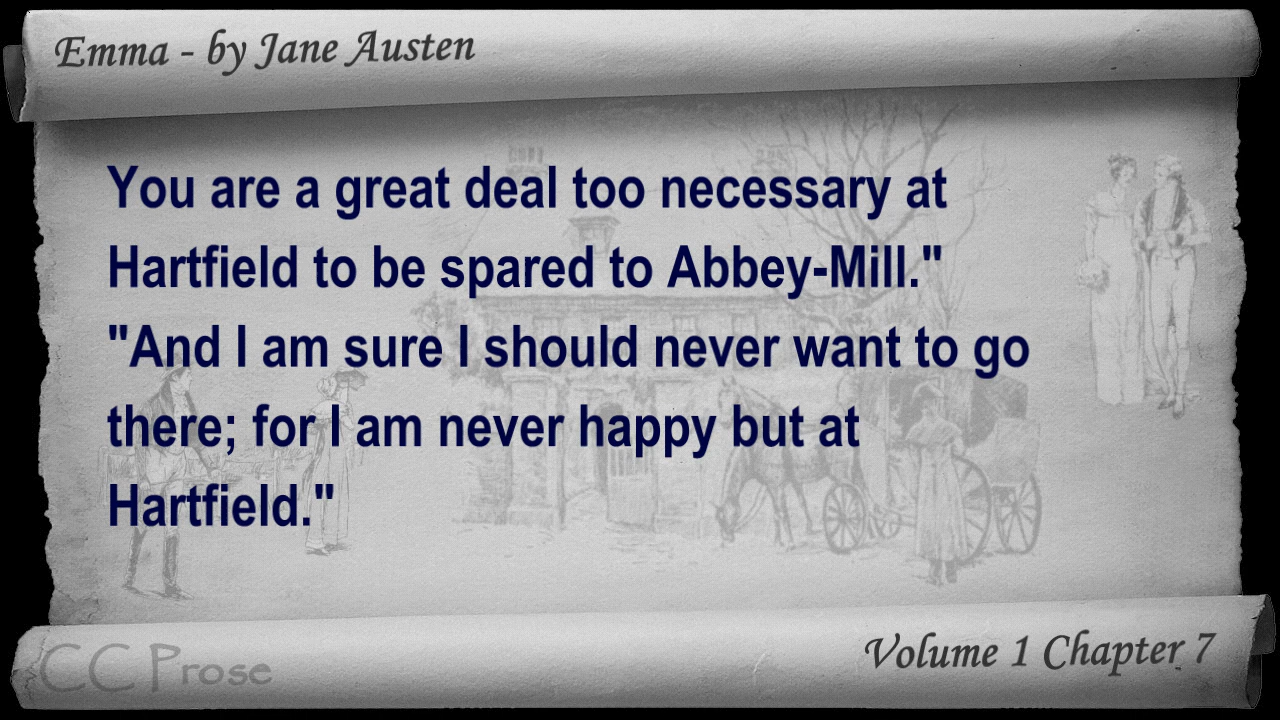 Emma - by Jane Austen
You are a great deal too necessary at
Hartfield to be spared to Abbey-Mill."
"And I am sure I should never want to go
there; for I am never happy but at
Hartfield."
CC Prose
Volume 1 Chapter 7